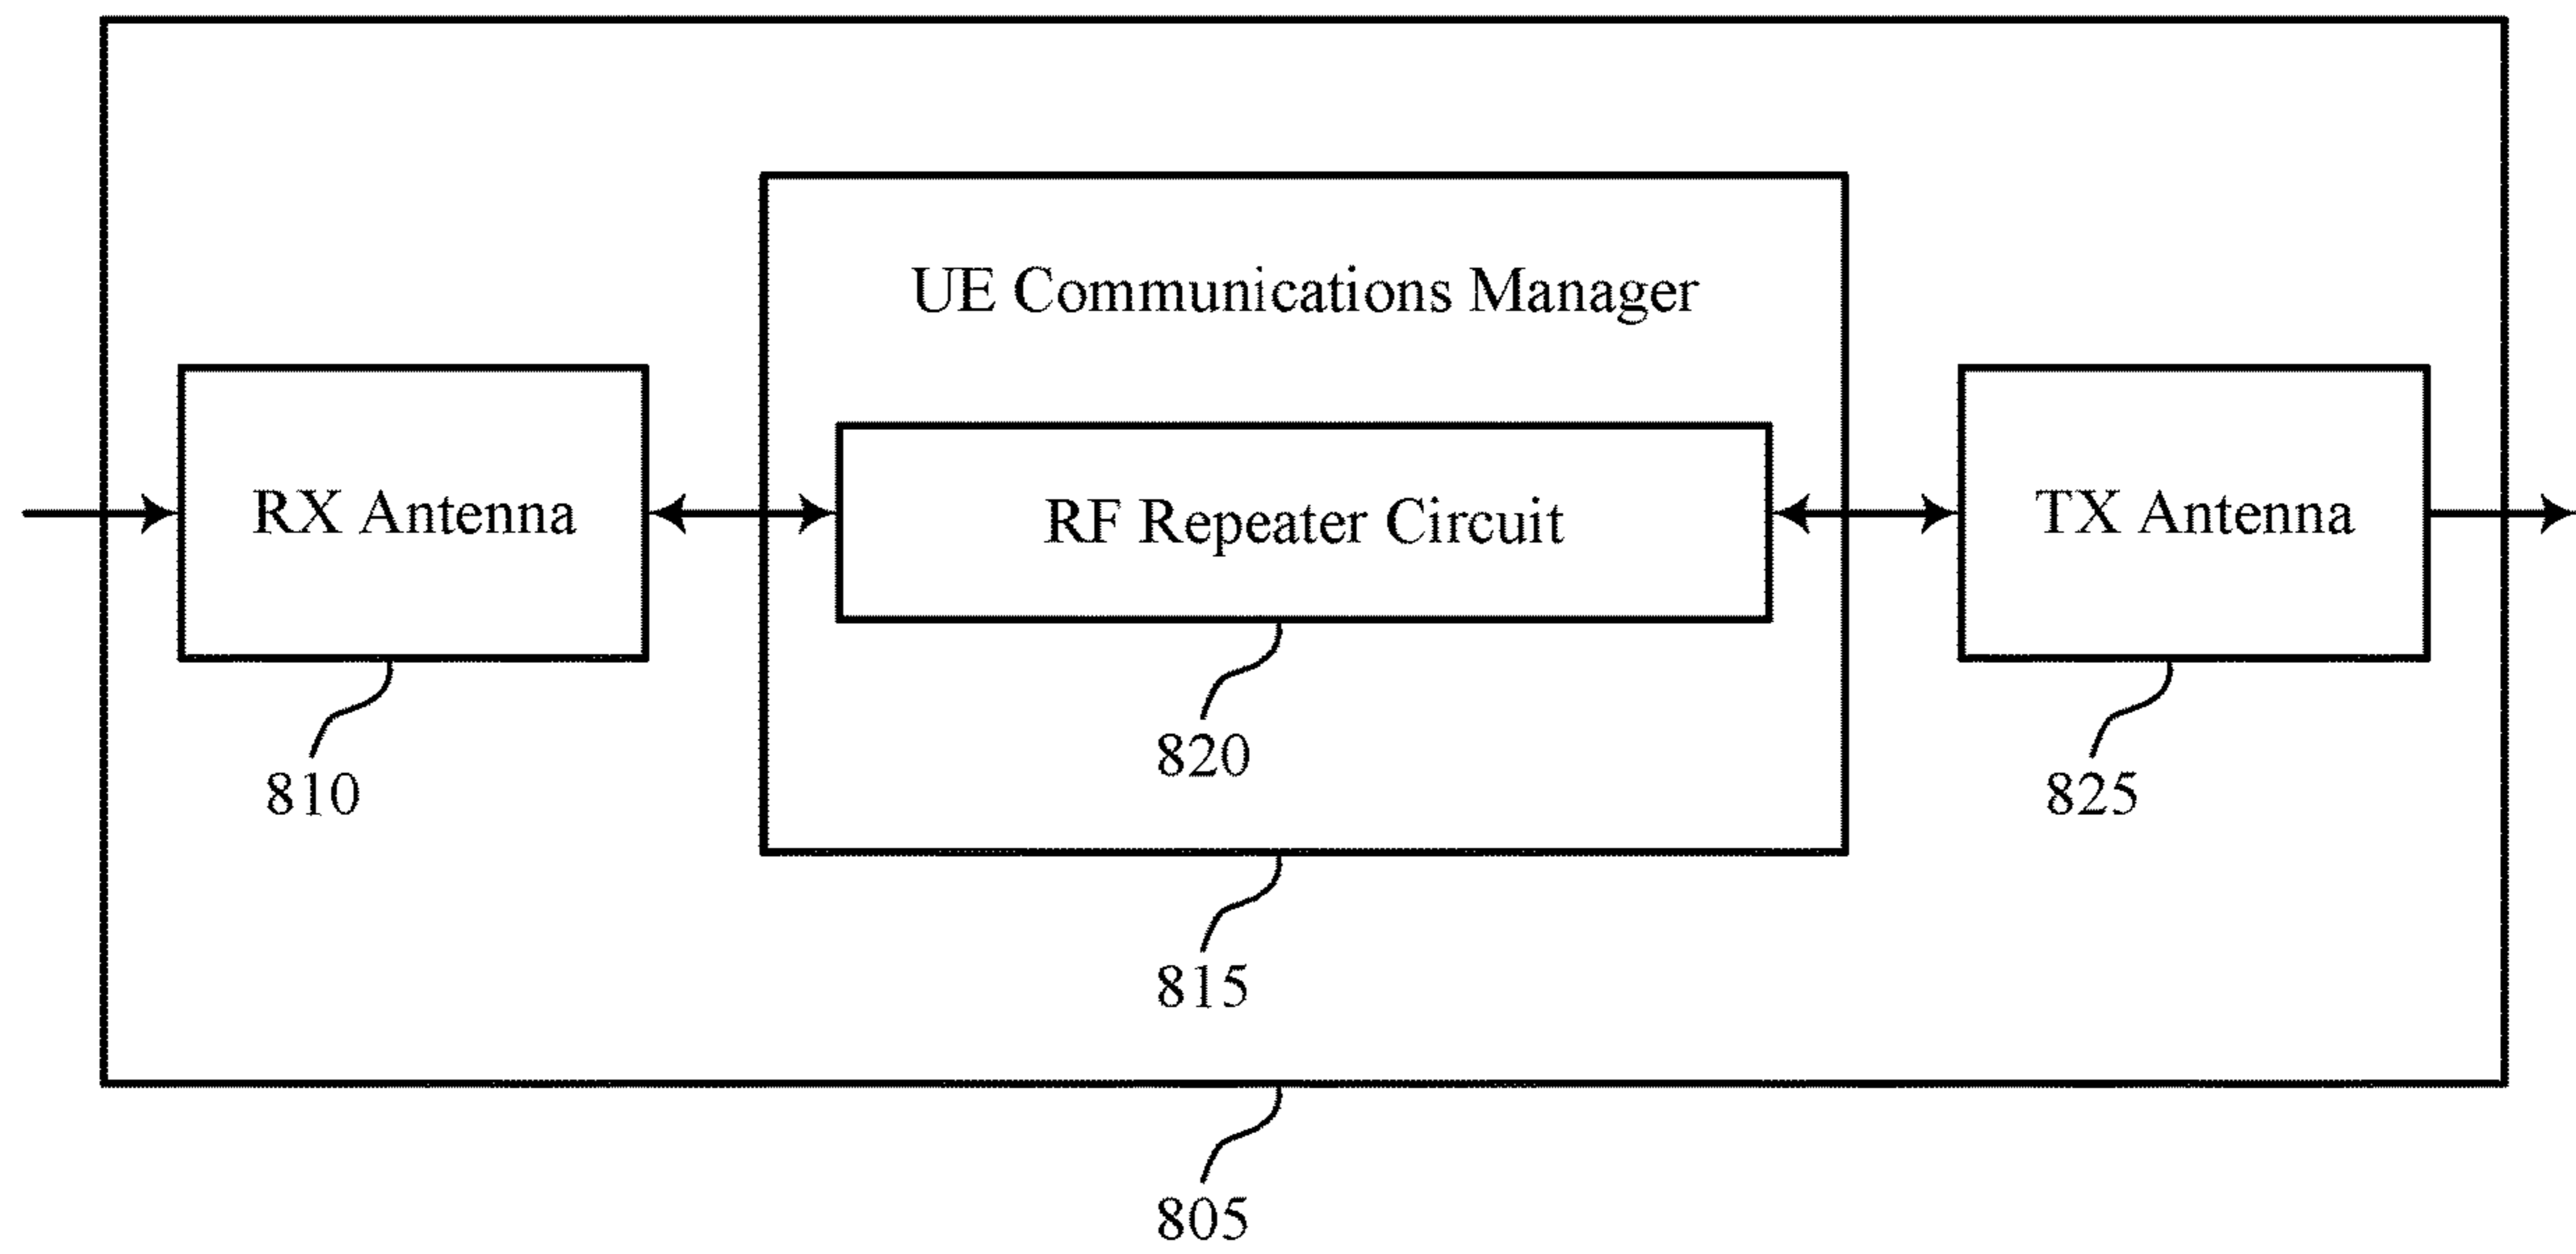 UE Communications Manager
RX Antenna
RF Repeater Circuit
TX Antenna
810
820
825
815
805